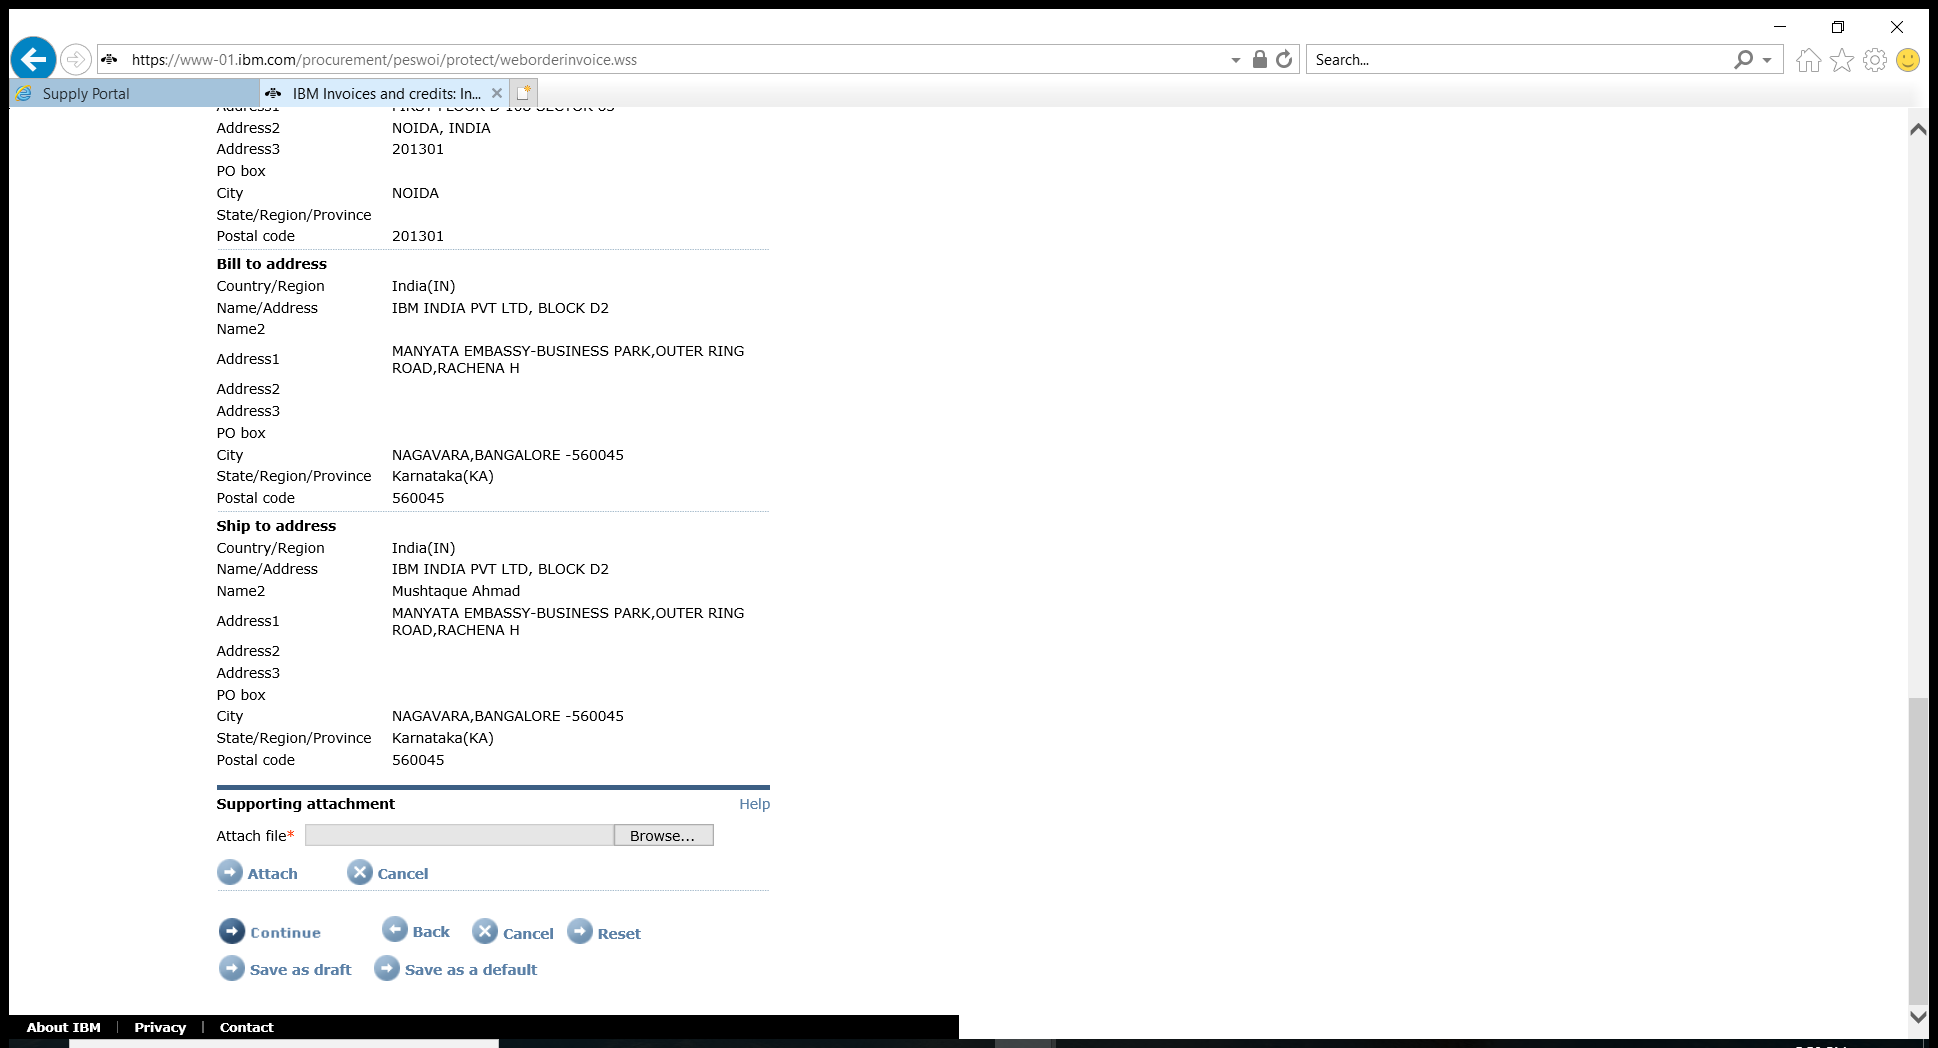 https://www-01.ibm.com/procurement/peswoi/protect/weborderinvoice.wss
Search...
Supply Portal
IBM Invoices and credits: In...
Address2 NOIDA, INDIA
Address3 201301
PO box
City NOIDA
State/Region/Province
Postal code 201301
Bill to address
Country/Region India(IN)
Name/Address IBM INDIA PVT LTD, BLOCK D2
Name2
Address1 MANYATA EMBASSY-BUSINESS PARK,OUTER RING
ROAD,RACHENA H
Address2
Address3
PO box
City NAGAVARA,BANGALORE -560045
State/Region/Province Karnataka(KA)
Postal code 560045
Ship to address
Country/Region India(IN)
Name/Address IBM INDIA PVT LTD, BLOCK D2
Name2 Mushtaque Ahmad
Address1 MANYATA EMBASSY-BUSINESS PARK,OUTER RING
ROAD,RACHENA H
Address2
Address3
PO box
City NAGAVARA,BANGALORE -560045
State/Region/Province Karnataka(KA)
Postal code 560045
Supporting attachment Help
Attach file* Browse...
Attach Cancel
Continue Back Cancel Reset
Save as draft Save as a default
About IBM | Privacy | Contact